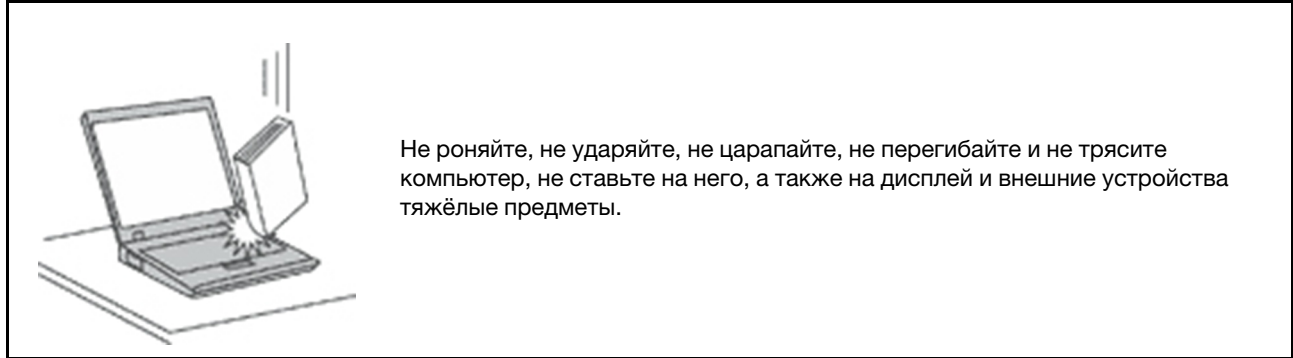 Не роняйте, не ударяйте, не царапайте, не перегибайте и не трясите
компьютер, не ставьте на него, а также на дисплей и внешние устройства
тяжёлые предметы.